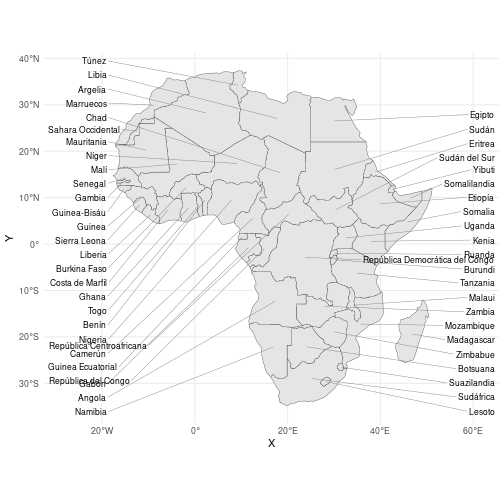 40°N
30°N
20°N
10°N
0°
10°S
20°S
30°S
Y
Túnez
Libia
Argelia
Marruecos
Chad
Sahara Occidental
Mauritania
Níger
Malí
Senegal
Gambia
Guinea-Bisáu
Guinea
Sierra Leona
Liberia
Burkina Faso
Costa de Marfil
Ghana
Togo
Benín
Nigeria
República Centroafricana
Camerún
Guinea Ecuatorial
República del Congo
Gabón
Angola
Namibia
Egipto
Sudán
Eritrea
Sudán del Sur
Yibuti
Somalilandia
Etiopía
Somalia
Uganda
Kenia
Ruanda
República Democrática del Congo
Burundi
Tanzania
Malaui
Zambia
Mozambique
Madagascar
Zimbabue
Botsuana
Suazilandia
Sudáfrica
Lesoto
20°W
0°
20°E
40°E
60°E
X